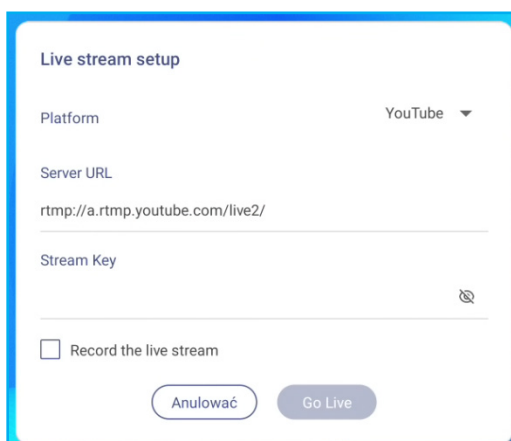 Live stream setup
Platform
YouTube
Server URL
rtmp://a.rtmp.youtube.com/live2/
Stream Key
Record the live stream
Anulować
Go Live